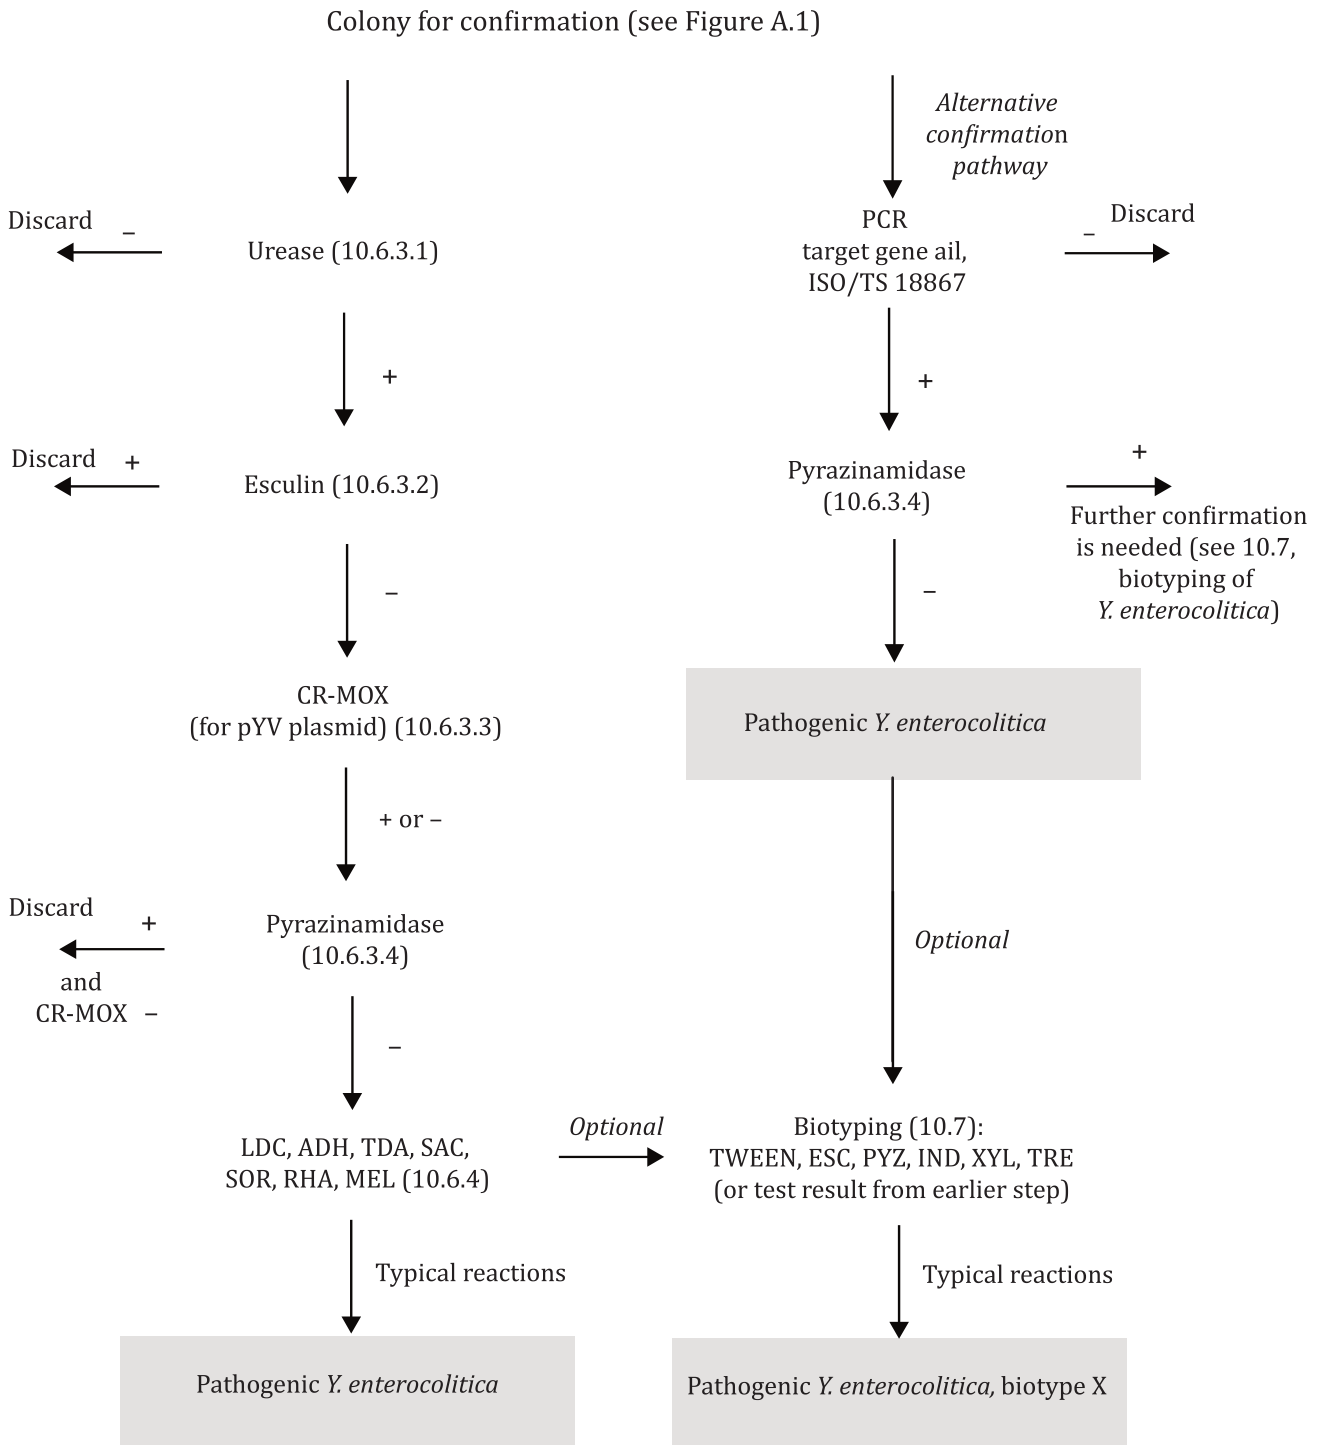 Colony for confirmation (see Figure A.1)
Alternative
confirmation
pathway
Discard
–
Urease (10.6.3.1)
PCR
target gene ail,
ISO/TS 18867
–
Discard
+
+
Discard
+
Esculin (10.6.3.2)
Pyrazinamidase
(10.6.3.4)
+
Further confirmation
is needed (see 10.7,
biotyping of
Y. enterocolitica)
–
–
CR-MOX
(for pYV plasmid) (10.6.3.3)
Pathogenic Y. enterocolitica
+ or –
Discard
+
and
CR-MOX –
Pyrazinamidase
(10.6.3.4)
Optional
–
LDC, ADH, TDA, SAC,
SOR, RHA, MEL (10.6.4)
Optional
Biotyping (10.7):
TWEEN, ESC, PYZ, IND, XYL, TRE
(or test result from earlier step)
Typical reactions
Typical reactions
Pathogenic Y. enterocolitica
Pathogenic Y. enterocolitica, biotype X